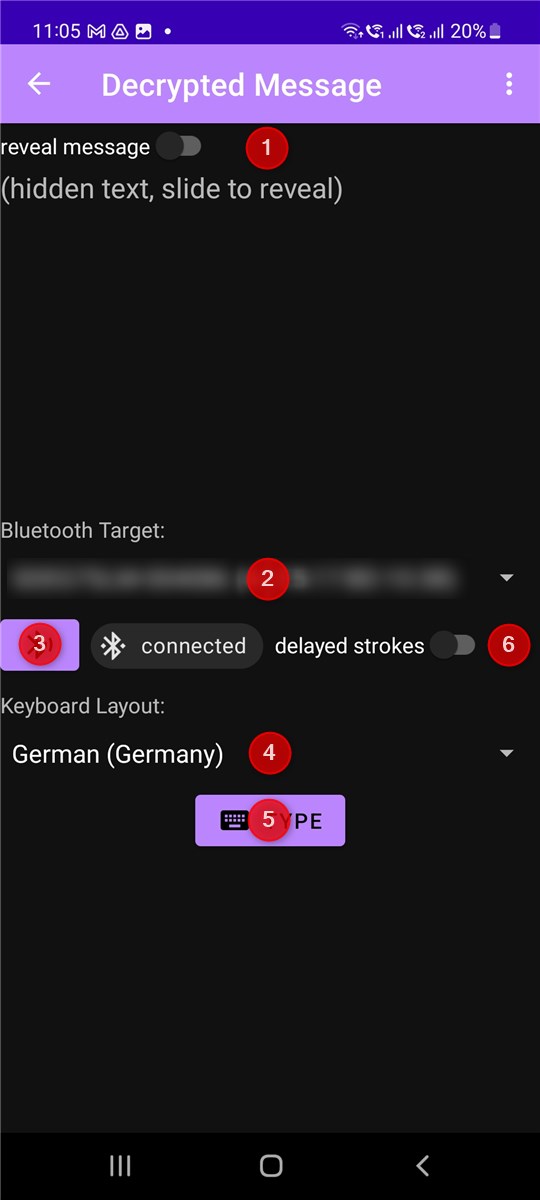 11:05 20%
Decrypted Message
reveal message 1
(hidden text, slide to reveal)
Bluetooth Target:
2
3 connected delayed strokes 6
Keyboard Layout:
German (Germany) 4
5 YPE